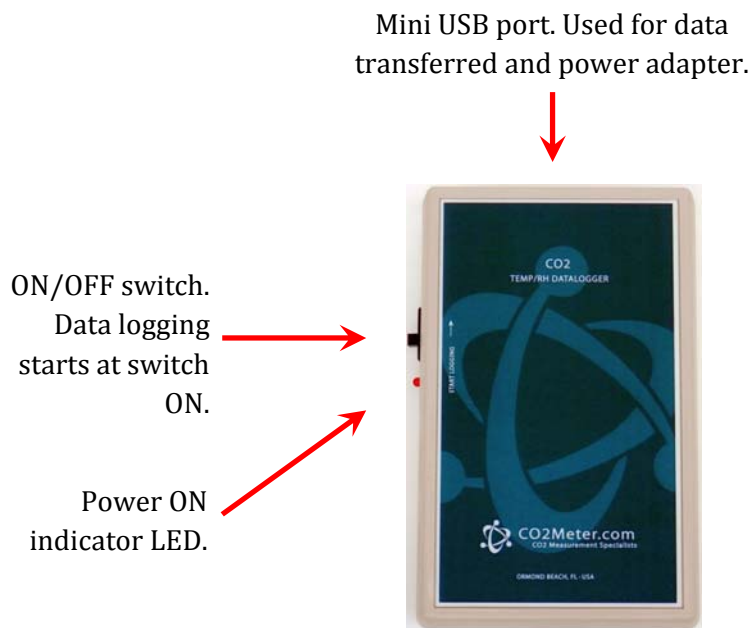 Mini USB port. Used for data
transferred and power adapter.
ON/OFF switch.
Data logging
starts at switch
ON.
Power ON
indicator LED.
CO2
TEMP/RH DATALOGGER
START LOGGING →
CO2Meter.com
CO2 Measurement Specialists
ORMOND BEACH, FL - USA